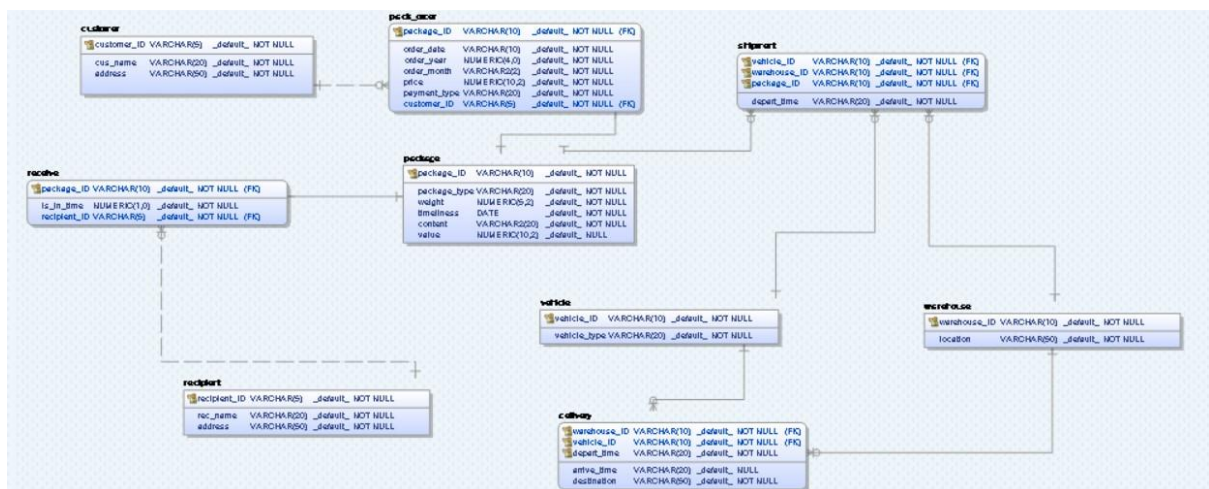 customer
customer_ID VARCHAR(5) _default_ NOT NULL
cus_name VARCHAR(20) _default_ NOT NULL
address VARCHAR(50) _default_ NOT NULL
package_ID VARCHAR(10) _default_ NOT NULL (FK)
order_date VARCHAR(10) _default_ NOT NULL
order_year NUMERIC(4,0) _default_ NOT NULL
order_month VARCHAR2(2) _default_ NOT NULL
price NUMERIC(10,2) _default_ NOT NULL
payment_type VARCHAR(20) _default_ NOT NULL
customer_ID VARCHAR(5) _default_ NOT NULL (FK)
shipment
vehicle_ID VARCHAR(10) _default_ NOT NULL (FK)
warehouse_ID VARCHAR(10) _default_ NOT NULL (FK)
package_ID VARCHAR(10) _default_ NOT NULL (FK)
depart_time VARCHAR(20) _default_ NOT NULL
receive
package_ID VARCHAR(10) _default_ NOT NULL (FK)
is_in_time NUMERIC(1,0) _default_ NOT NULL
recipient_ID VARCHAR(5) _default_ NOT NULL (FK)
package
package_ID VARCHAR(10) _default_ NOT NULL
package_type VARCHAR(20) _default_ NOT NULL
weight NUMERIC(5,2) _default_ NOT NULL
timeliness DATE _default_ NOT NULL
content VARCHAR2(20) _default_ NOT NULL
value NUMERIC(10,2) _default_ NULL
vehicle
vehicle_ID VARCHAR(10) _default_ NOT NULL
vehicle_type VARCHAR(20) _default_ NOT NULL
warehouse
warehouse_ID VARCHAR(10) _default_ NOT NULL
location VARCHAR(50) _default_ NOT NULL
recipient
recipient_ID VARCHAR(5) _default_ NOT NULL
rec_name VARCHAR(20) _default_ NOT NULL
address VARCHAR(50) _default_ NOT NULL
warehouse_ID VARCHAR(10) _default_ NOT NULL (FK)
vehicle_ID VARCHAR(10) _default_ NOT NULL (FK)
depart_time VARCHAR(20) _default_ NOT NULL
arrive_time VARCHAR(20) _default_ NULL
destination VARCHAR(50) _default_ NOT NULL